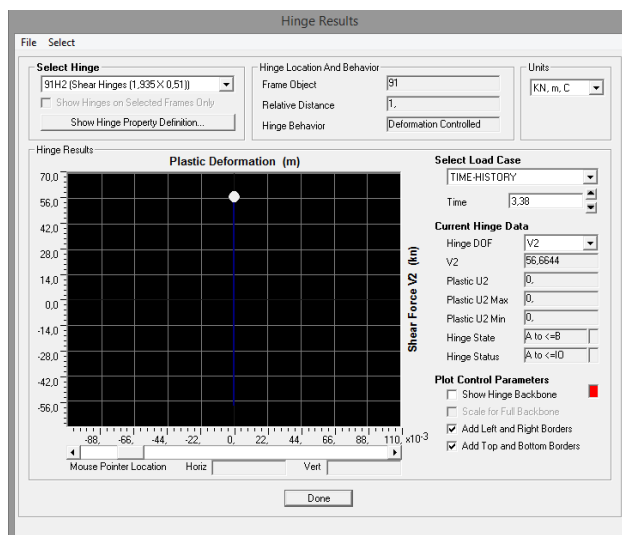 Hinge Results
File Select
Select Hinge
91H2 (Shear Hinges (1,935 X 0,51))
Show Hinges on Selected Frames Only
Show Hinge Property Definition...
Hinge Location And Behavior
Frame Object 91
Relative Distance 1,
Hinge Behavior Deformation Controlled
Units
KN, m, C
Hinge Results
Plastic Deformation (m)
70,0
56,0
42,0
28,0
14,0
0,0
-14,0
-28,0
-42,0
-56,0
Shear Force V2 (kn)
-88, -66, -44, -22, 0, 22, 44, 66, 88, 110, x10-3
Mouse Pointer Location Horiz Vert
Select Load Case
TIME-HISTORY
Time 3,38
Current Hinge Data
Hinge DOF V2
V2 56,6644
Plastic U2 0,
Plastic U2 Max 0,
Plastic U2 Min 0,
Hinge State A to <=B
Hinge Status A to <=IO
Plot Control Parameters
Show Hinge Backbone
Scale for Full Backbone
Add Left and Right Borders
Add Top and Bottom Borders
Done